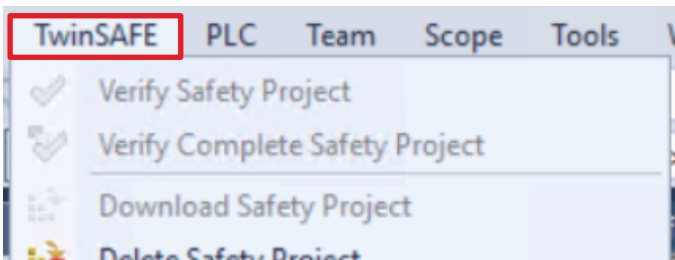 TwinSAFE PLC Team Scope Tools
Verify Safety Project
Verify Complete Safety Project
Download Safety Project
Delete Safety Project